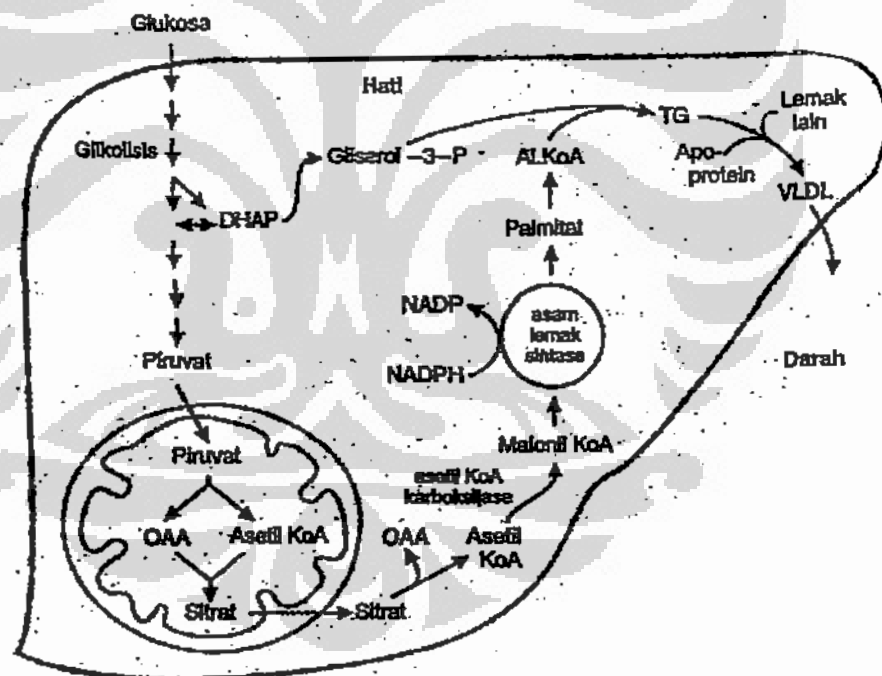 Glukosa
Hati
Glikolisis
DHAP
Gliserol –3–P
ALKoA
TG
Lemak
lain
Apo-
protein
VLDL
Palmitat
NADP
NADPH
asam
lemak
sintase
Darah
Piruvat
Malonil KoA
asetil KoA
karboksilase
Piruvat
OAA
Asetil KoA
OAA
Asetil
KoA
Sitrat
Sitrat